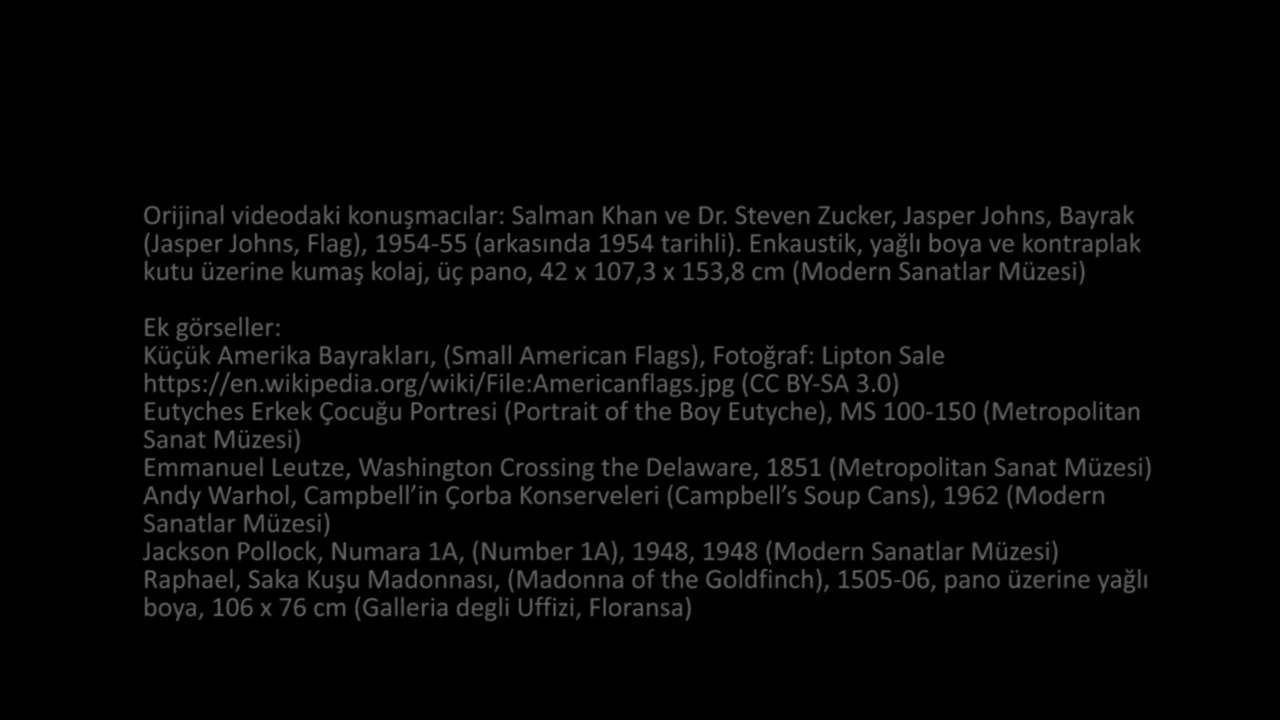 Orijinal videodaki konuşmacılar: Salman Khan ve Dr. Steven Zucker, Jasper Johns, Bayrak
(Jasper Johns, Flag), 1954-55 (arkasında 1954 tarihli). Enkaustik, yağlı boya ve kontraplak
kutu üzerine kumaş kolaj, üç pano, 42 x 107,3 x 153,8 cm (Modern Sanatlar Müzesi)
Ek görseller:
Küçük Amerika Bayrakları, (Small American Flags), Fotoğraf: Lipton Sale
https://en.wikipedia.org/wiki/File:Americanflags.jpg (CC BY-SA 3.0)
Eutyches Erkek Çocuğu Portresi (Portrait of the Boy Eutyche), MS 100-150 (Metropolitan
Sanat Müzesi)
Emmanuel Leutze, Washington Crossing the Delaware, 1851 (Metropolitan Sanat Müzesi)
Andy Warhol, Campbell’in Çorba Konserveleri (Campbell’s Soup Cans), 1962 (Modern
Sanatlar Müzesi)
Jackson Pollock, Numara 1A, (Number 1A), 1948, 1948 (Modern Sanatlar Müzesi)
Raphael, Saka Kuşu Madonnası, (Madonna of the Goldfinch), 1505-06, pano üzerine yağlı
boya, 106 x 76 cm (Galleria degli Uffizi, Floransa)